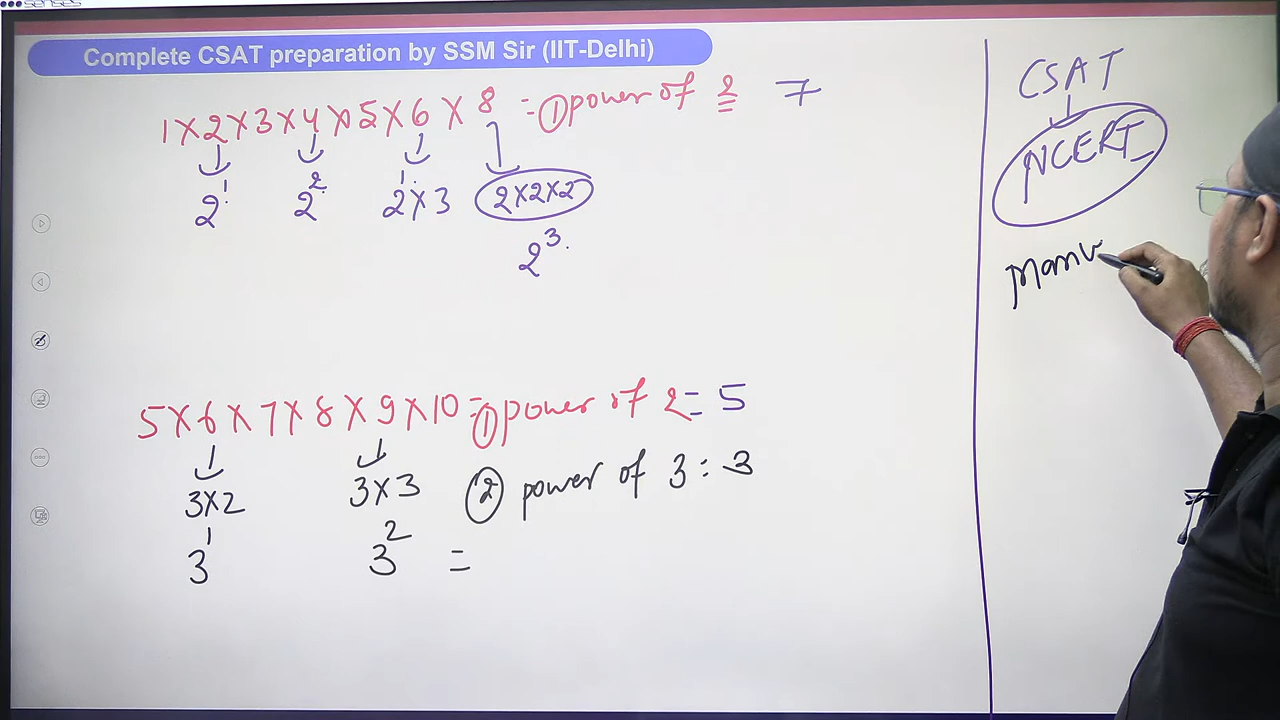 senses
Complete CSAT preparation by SSM Sir (IIT-Delhi)
1×2×3×4×5×6×8 = ① power of 2 7
2¹ 2² 2¹×3 2×2×2
2³
5×6×7×8×9×10 = ① power of 2 = 5
3×2 3×3 ② power of 3 : 3
3¹ 3² =
CSAT
NCERT